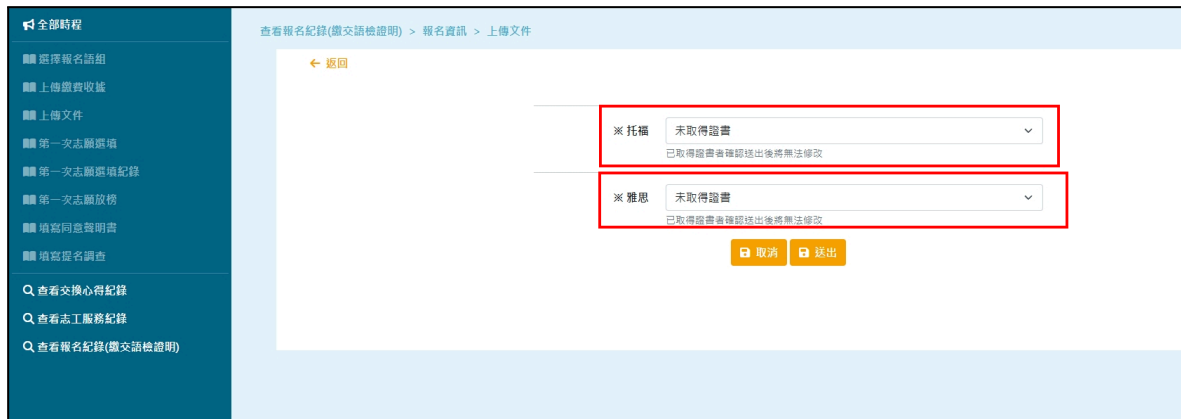 全部時程
選擇報名語組
上傳繳費收據
上傳文件
第一次志願選填
第一次志願選填紀錄
第一次志願放榜
填寫同意聲明書
填寫提名調查
查看交換心得紀錄
查看志工服務紀錄
查看報名紀錄(繳交語檢證明)
查看報名紀錄(繳交語檢證明) > 報名資訊 > 上傳文件
← 返回
※ 托福 未取得證書
已取得證書者確認送出後將無法修改
※ 雅思 未取得證書
已取得證書者確認送出後將無法修改
取消 送出